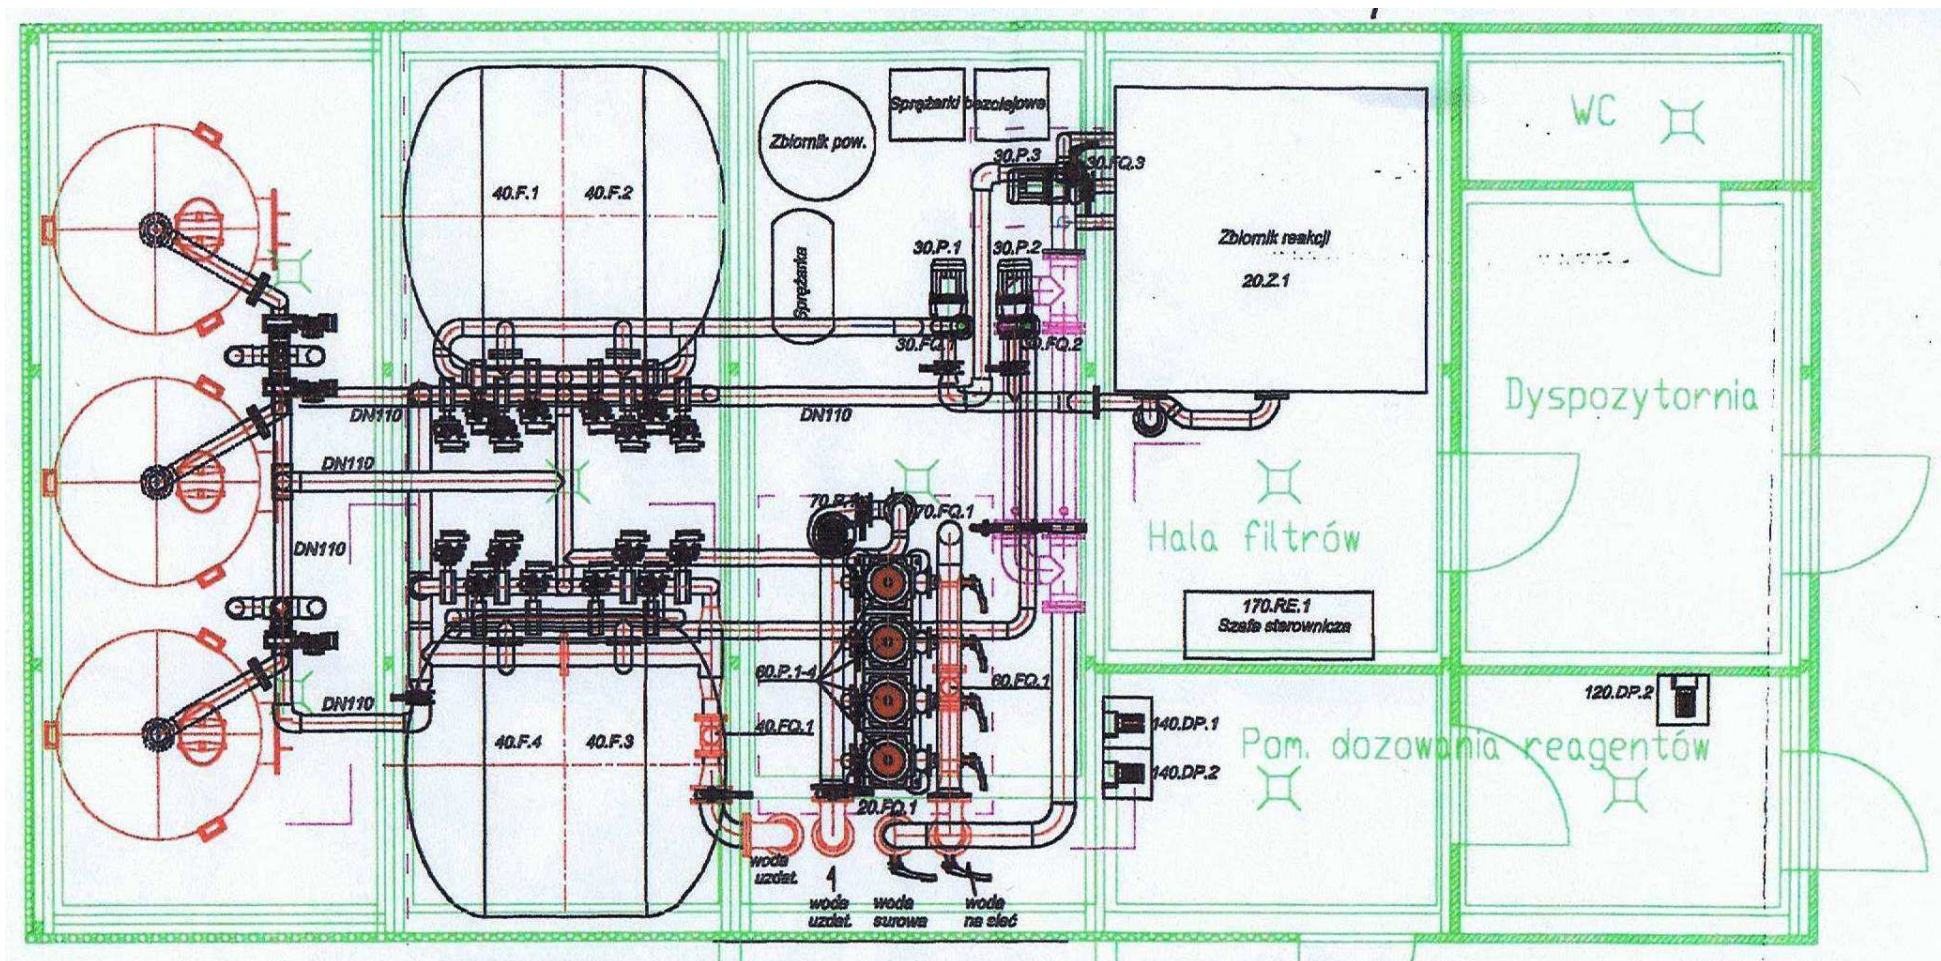 Sprężarki bezolejowe
WC
Zbiornik pow.
30.P.3
30.FQ.3
40.F.1
40.F.2
Zbiornik reakcji
20.Z.1
30.P.1
30.P.2
Sprężarka
30.FQ.1
30.FQ.2
DN110
DN110
Dyspozytornia
DN110
70.FQ.1
DN110
Hala filtrów
170.RE.1
Szafa sterownicza
60.P.1-4
60.FQ.1
DN110
120.DP.2
40.FQ.1
140.DP.1
40.F.4
40.F.3
Pom. dozowania reagentów
140.DP.2
20.FQ.1
woda
uzdat.
woda
uzdat.
woda
surowa
woda
na sieć